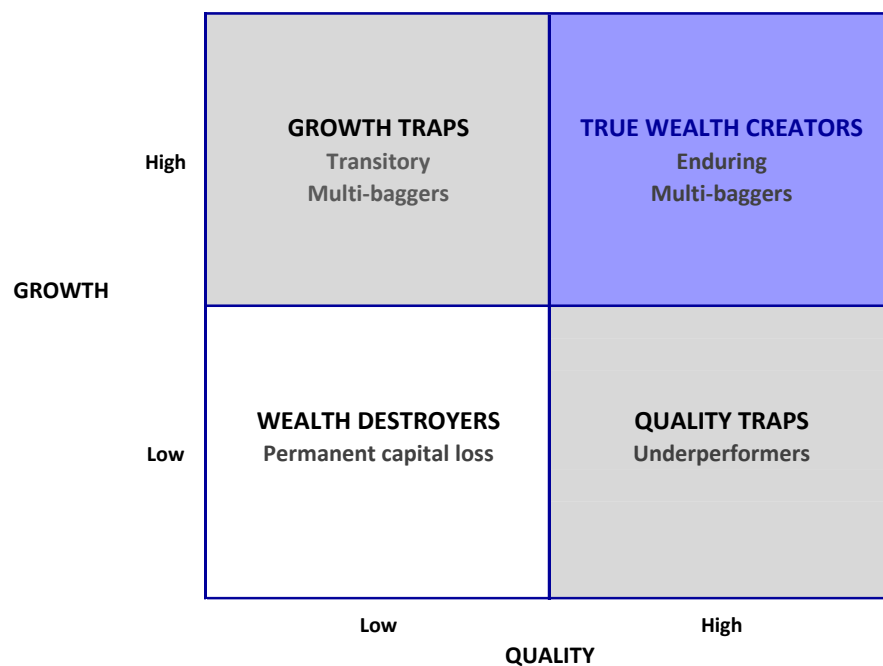 GROWTH TRAPS
Transitory
Multi-baggers
TRUE WEALTH CREATORS
Enduring
Multi-baggers
High
GROWTH
WEALTH DESTROYERS
Permanent capital loss
QUALITY TRAPS
Underperformers
Low
Low
High
QUALITY